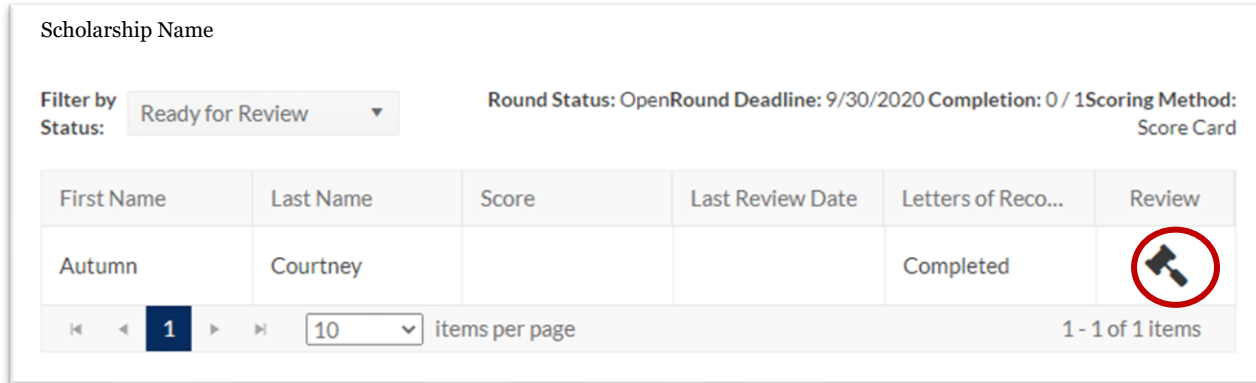 Scholarship Name
Filter by Status: Ready for Review
Round Status: OpenRound Deadline: 9/30/2020 Completion: 0 / 1Scoring Method:
Score Card
First Name Last Name Score Last Review Date Letters of Reco... Review
Autumn Courtney Completed
1 10 items per page 1 - 1 of 1 items